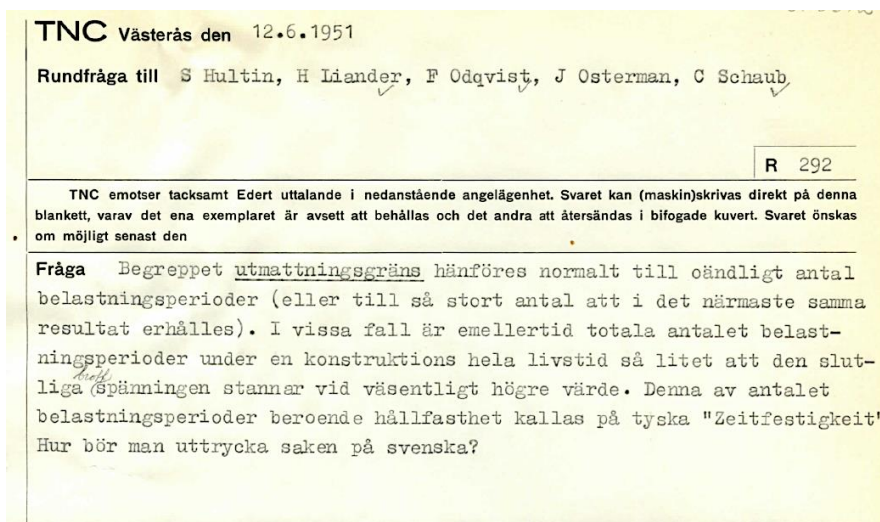 TNC Västerås den 12.6.1951
Rundfråga till S Hultin, H Liander, F Odqvist, J Osterman, C Schaub
R 292
TNC emotser tacksamt Edert uttalande i nedanstående angelägenhet. Svaret kan (maskin)skrivas direkt på denna
blankett, varav det ena exemplaret är avsett att behållas och det andra att återsändas i bifogade kuvert. Svaret önskas
om möjligt senast den
Fråga Begreppet utmattningsgräns hänföres normalt till oändligt antal
belastningsperioder (eller till så stort antal att i det närmaste samma
resultat erhålles). I vissa fall är emellertid totala antalet belast-
ningsperioder under en konstruktions hela livstid så litet att den slut-
liga (spänningen stannar vid väsentligt högre värde. Denna av antalet
belastningsperioder beroende hållfasthet kallas på tyska "Zeitfestigkeit"
Hur bör man uttrycka saken på svenska?